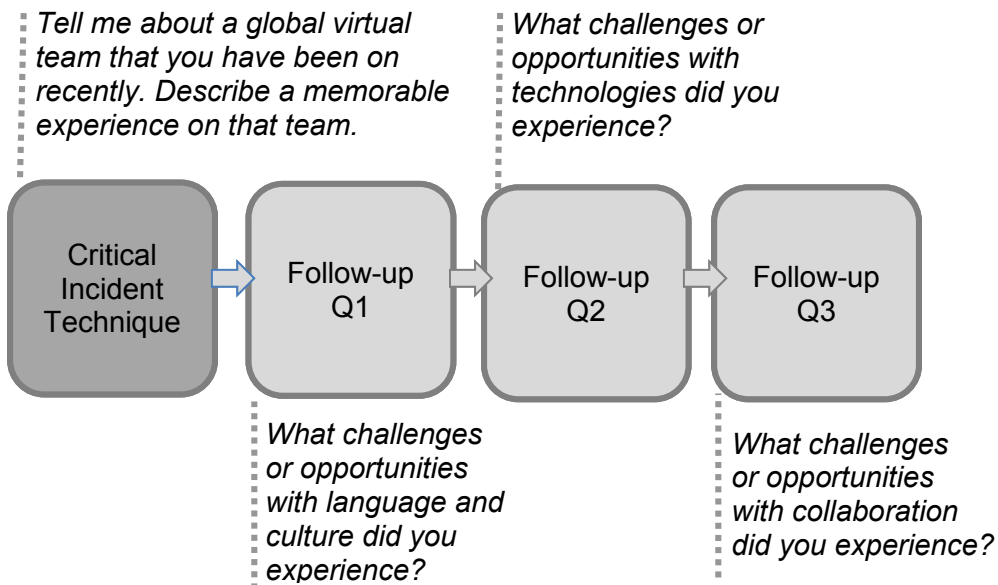 Tell me about a global virtual
team that you have been on
recently. Describe a memorable
experience on that team.
What challenges or
opportunities with
technologies did you
experience?
Critical
Incident
Technique
Follow-up
Q1
Follow-up
Q2
Follow-up
Q3
What challenges
or opportunities
with language and
culture did you
experience?
What challenges
or opportunities
with collaboration
did you experience?